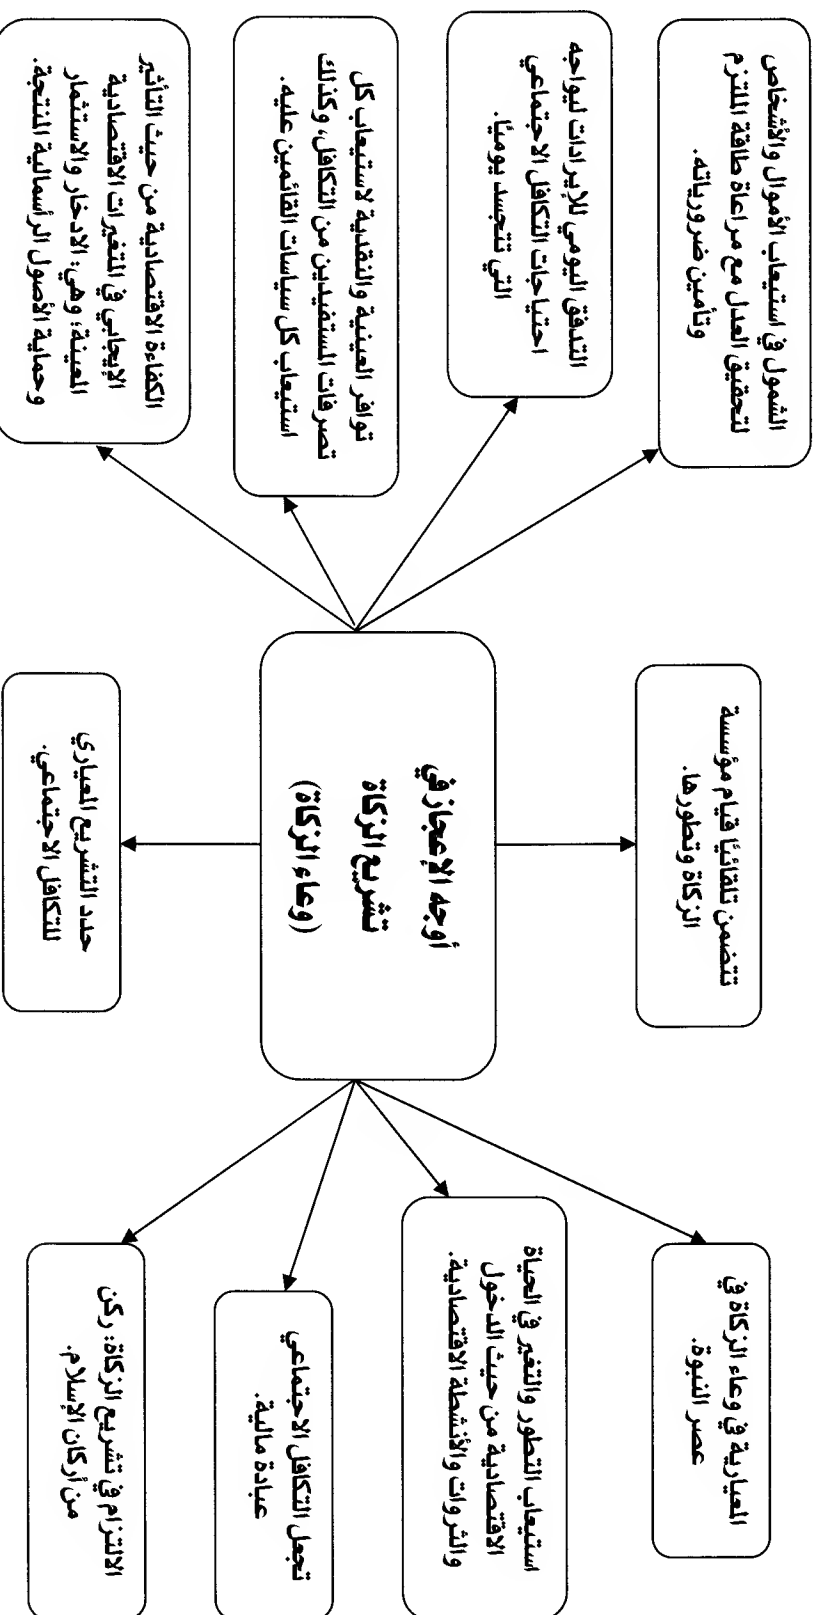 المعيارية في وعاء الزكاة في
عصر النبوة.
استيعاب التطور والتغير في الحياة
الاقتصادية من حيث الدخول
والثروات والأنشطة الاقتصادية.
تجعل التكافل الاجتماعي
عبادة مالية.
الالتزام في تشريع الزكاة: ركن
من أركان الإسلام.
تتضمن تلقائيًا قيام مؤسسة
الزكاة وتطورها.
أوجه الإعجاز في
تشريع الزكاة
(وعاء الزكاة)
حدد التشريع المعياري
للتكافل الاجتماعي.
الشمول في استيعاب الأموال والأشخاص
لتحقيق العدل مع مراعاة طاقة الملتزم
وتأمين ضرورياته.
التدفق اليومي للإيرادات ليواجه
احتياجات التكافل الاجتماعي
التي تتجسد يوميًا.
توافر العينية والنقدية لاستيعاب كل
تصرفات المستفيدين من التكافل، وكذلك
استيعاب كل سياسات القائمين عليه.
الكفاءة الاقتصادية من حيث التأثير
الإيجابي في المتغيرات الاقتصادية
المعينة؛ وهي: الادخار والاستثمار
وحماية الأصول الرأسمالية المنتجة.